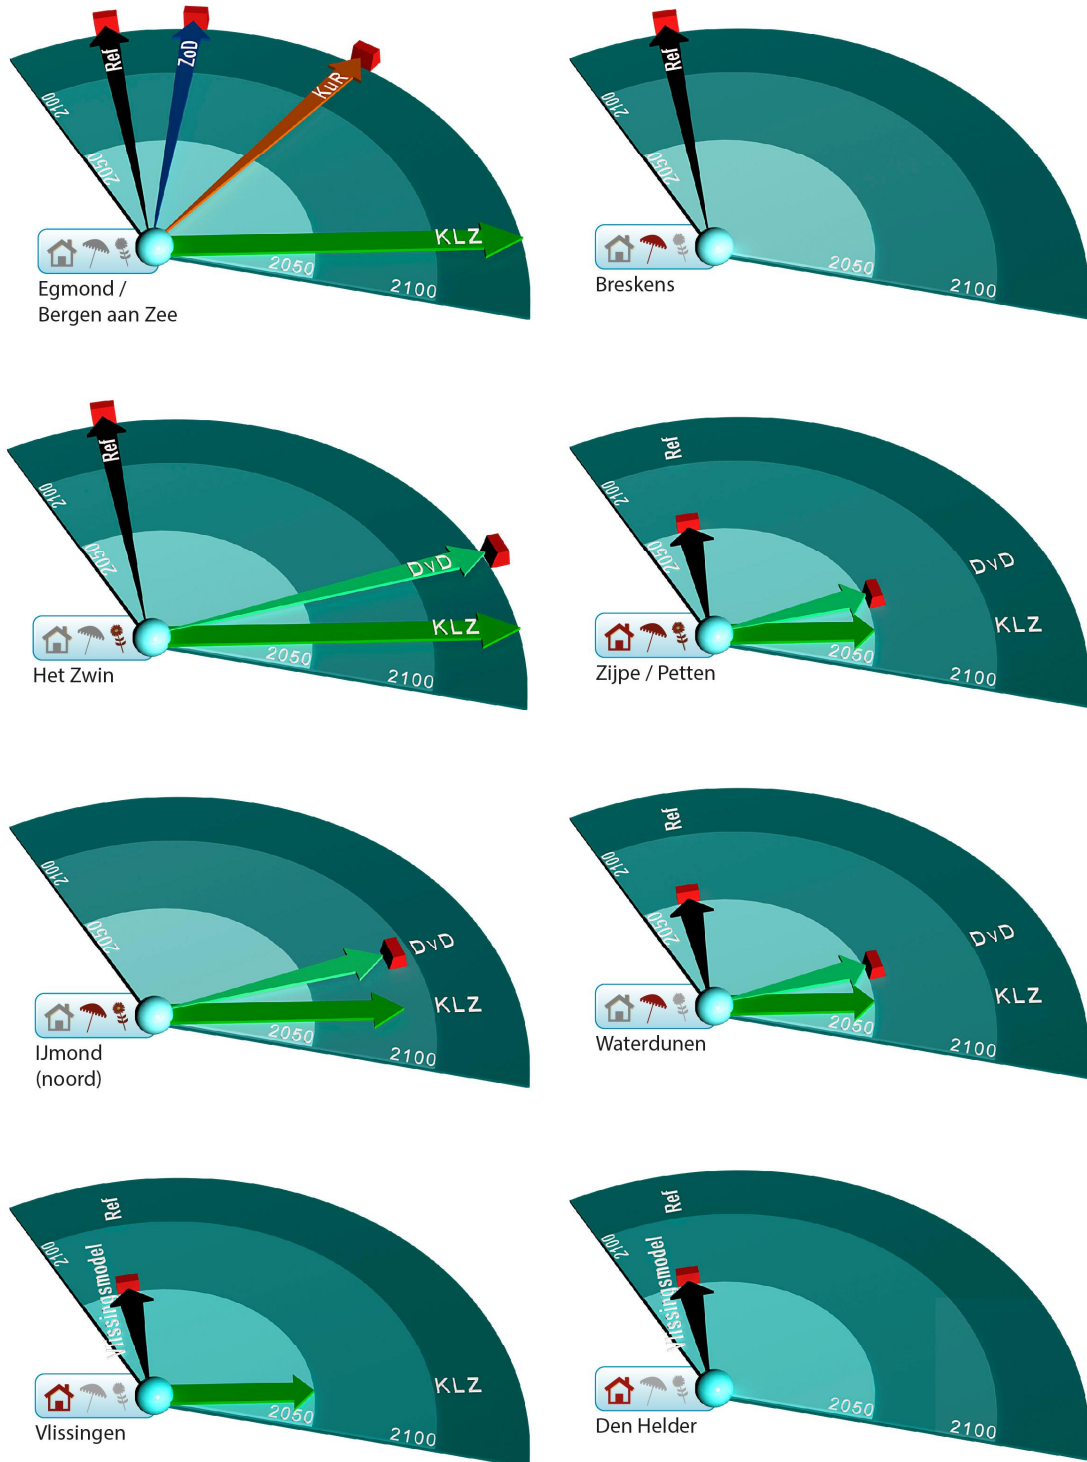 Ref
ZoD
KuR
KLZ
2100
2050
2050
2100
Egmond /
Bergen aan Zee
Ref
2100
2050
2050
2100
Breskens
Ref
DvD
KLZ
2100
2050
2050
2100
Het Zwin
Ref
DvD
KLZ
2100
2050
2050
2100
Zijpe / Petten
DvD
KLZ
2100
2050
2050
2100
IJmond
(noord)
Ref
DvD
KLZ
2100
2050
2050
2100
Waterdunen
Ref
Vlissingsmodel
KLZ
2100
2050
2100
Vlissingen
Ref
Vlissingsmodel
2100
2050
2100
Den Helder